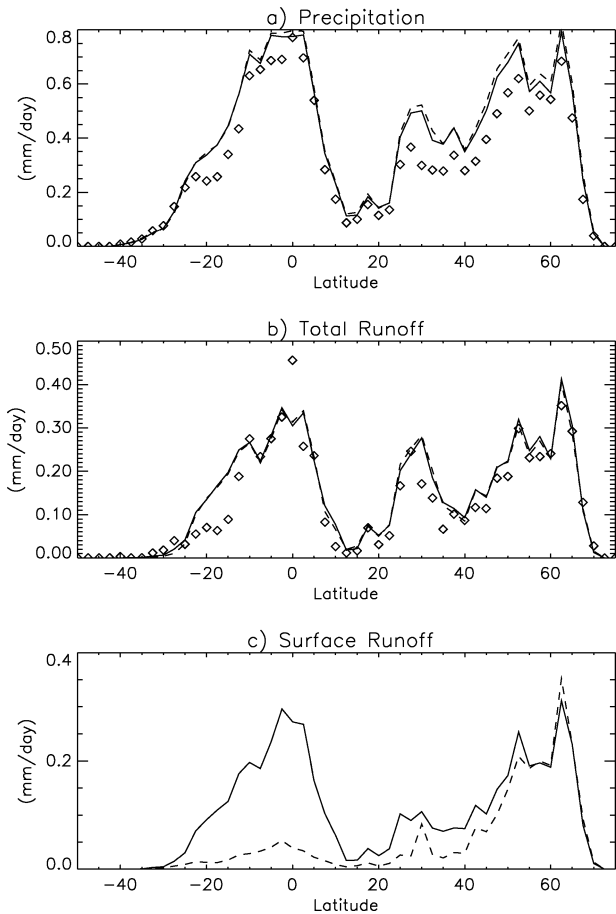 a) Precipitation
0.8
0.6
0.4
0.2
0.0
(mm/day)
−40 −20 0 20 40 60
Latitude
b) Total Runoff
0.50
0.40
0.30
0.20
0.10
0.00
(mm/day)
−40 −20 0 20 40 60
Latitude
c) Surface Runoff
0.4
0.2
0.0
(mm/day)
−40 −20 0 20 40 60
Latitude